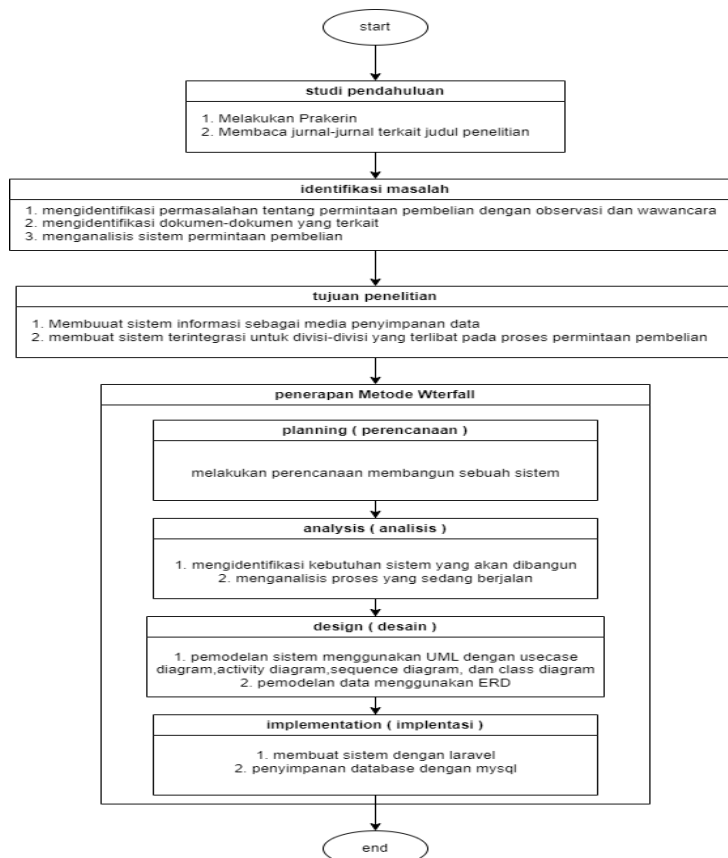 start
studi pendahuluan
1. Melakukan Prakerin
2. Membaca jurnal-jurnal terkait judul penelitian
identifikasi masalah
1. mengidentifikasi permasalahan tentang permintaan pembelian dengan observasi dan wawancara
2. mengidentifikasi dokumen-dokumen yang terkait
3. menganalisis sistem permintaan pembelian
tujuan penelitian
1. Membuuat sistem informasi sebagai media penyimpanan data
2. membuat sistem terintegrasi untuk divisi-divisi yang terlibat pada proses permintaan pembelian
penerapan Metode Wterfall
planning ( perencanaan )
melakukan perencanaan membangun sebuah sistem
analysis ( analisis )
1. mengidentifikasi kebutuhan sistem yang akan dibangun
2. menganalisis proses yang sedang berjalan
design ( desain )
1. pemodelan sistem menggunakan UML dengan usecase
diagram,activity diagram,sequence diagram, dan class diagram
2. pemodelan data menggunakan ERD
implementation ( implentasi )
1. membuat sistem dengan laravel
2. penyimpanan database dengan mysql
end